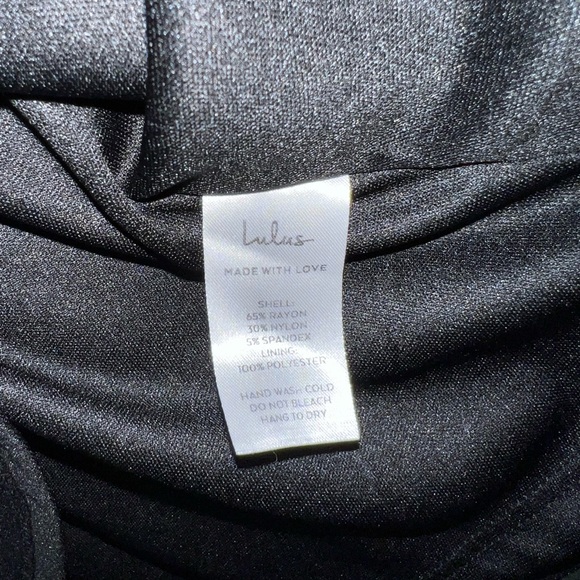 Lulus
MADE WITH LOVE
SHELL:
65% RAYON
30% NYLON
5% SPANDEX
LINING:
100% POLYESTER
HAND WASH COLD
DO NOT BLEACH
HANG TO DRY